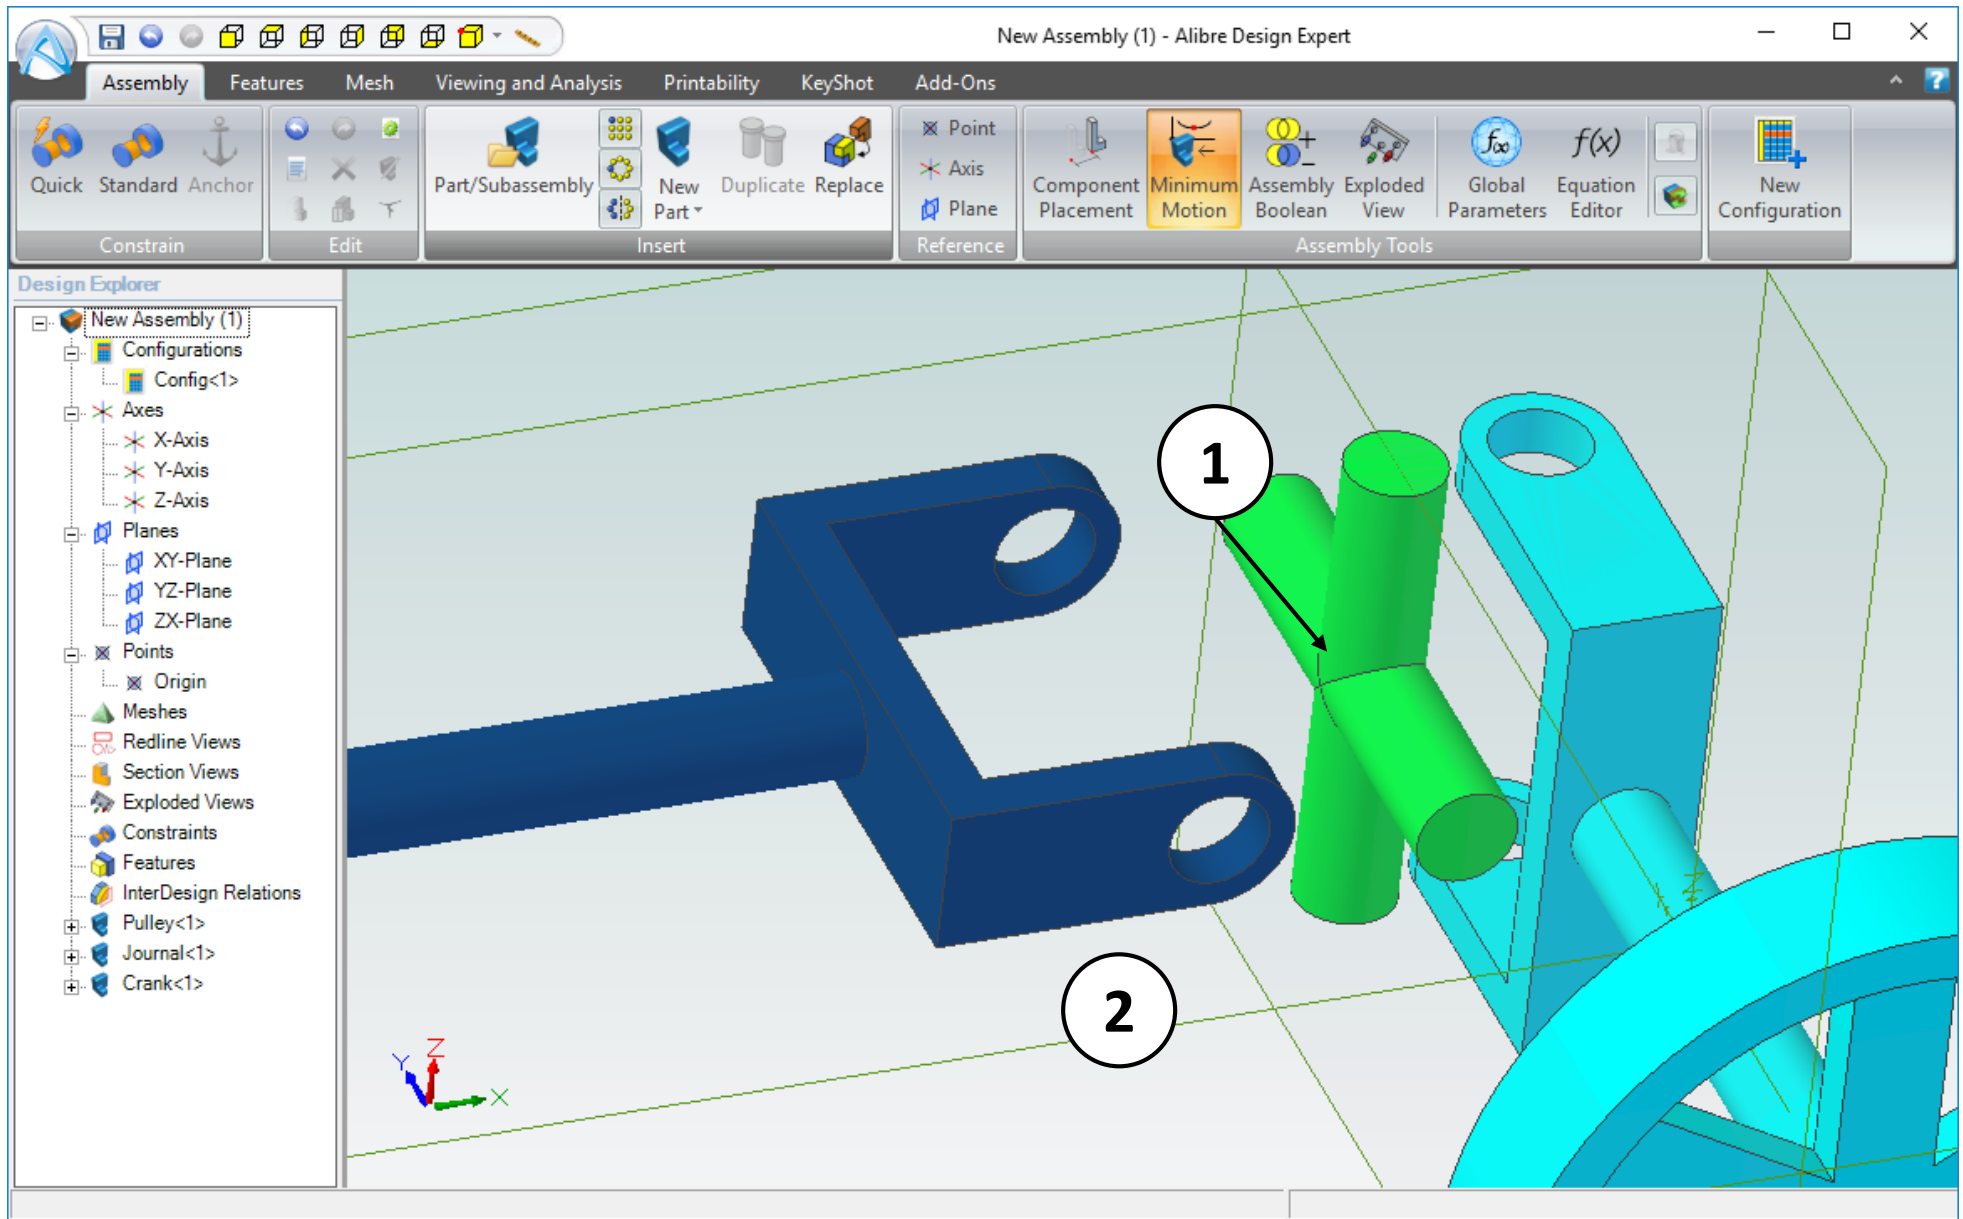 New Assembly (1) - Alibre Design Expert
Assembly Features Mesh Viewing and Analysis Printability KeyShot Add-Ons
?
Quick Standard Anchor
Constrain
Edit
Part/Subassembly
New Part
Duplicate Replace
Insert
Point
Axis
Plane
Reference
Component Placement
Minimum Motion
Assembly Boolean
Exploded View
f∞
Global Parameters
f(x)
Equation Editor
Assembly Tools
New Configuration
Design Explorer
New Assembly (1)
Configurations
Config<1>
Axes
X-Axis
Y-Axis
Z-Axis
Planes
XY-Plane
YZ-Plane
ZX-Plane
Points
Origin
Meshes
Redline Views
Section Views
Exploded Views
Constraints
Features
InterDesign Relations
Pulley<1>
Journal<1>
Crank<1>
1
2
Z
Y
X